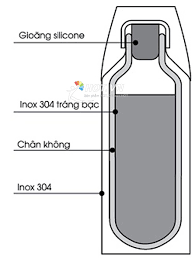 Gioăng silicone
Inox 304 tráng bạc
Chân không
Inox 304